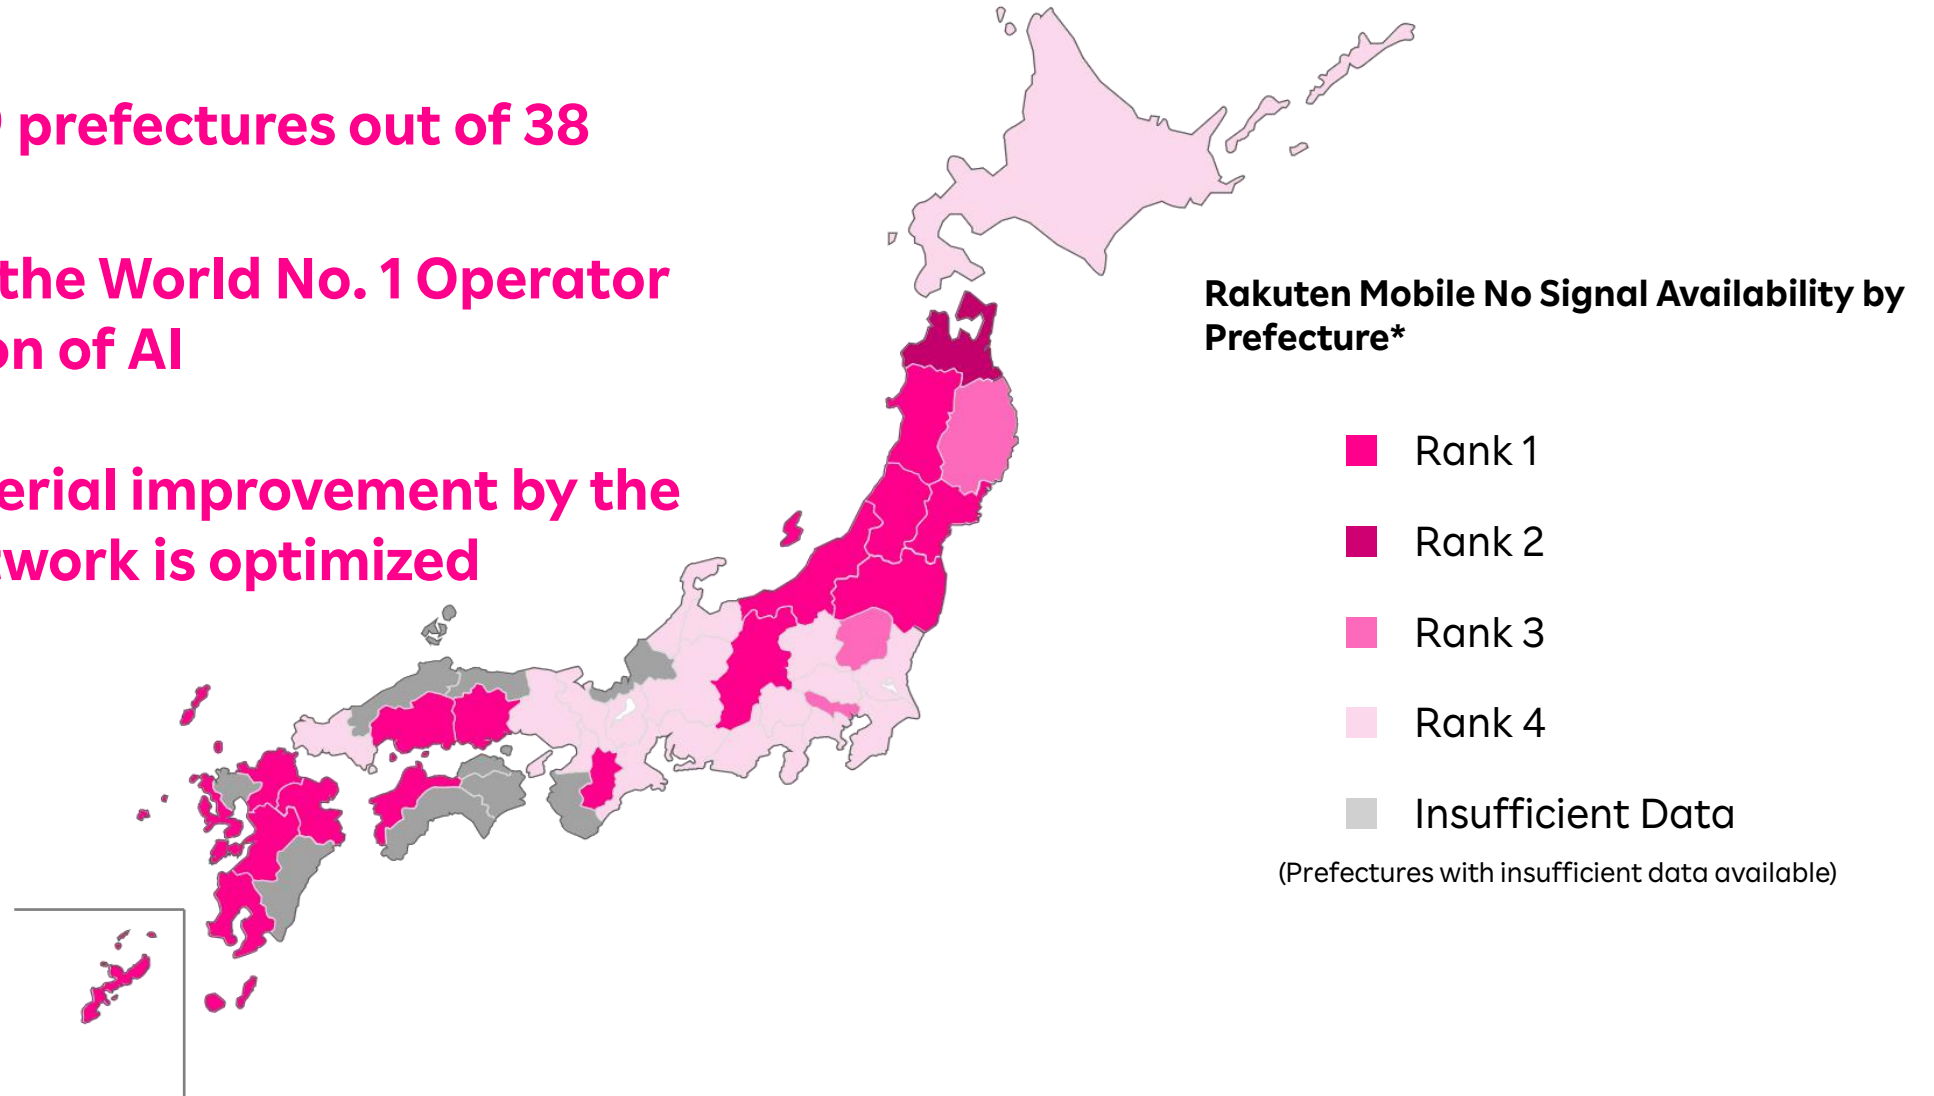 prefectures out of 38
the World No. 1 Operator
on of AI
erial improvement by the
twork is optimized
Rakuten Mobile No Signal Availability by
Prefecture*
Rank 1
Rank 2
Rank 3
Rank 4
Insufficient Data
(Prefectures with insufficient data available)